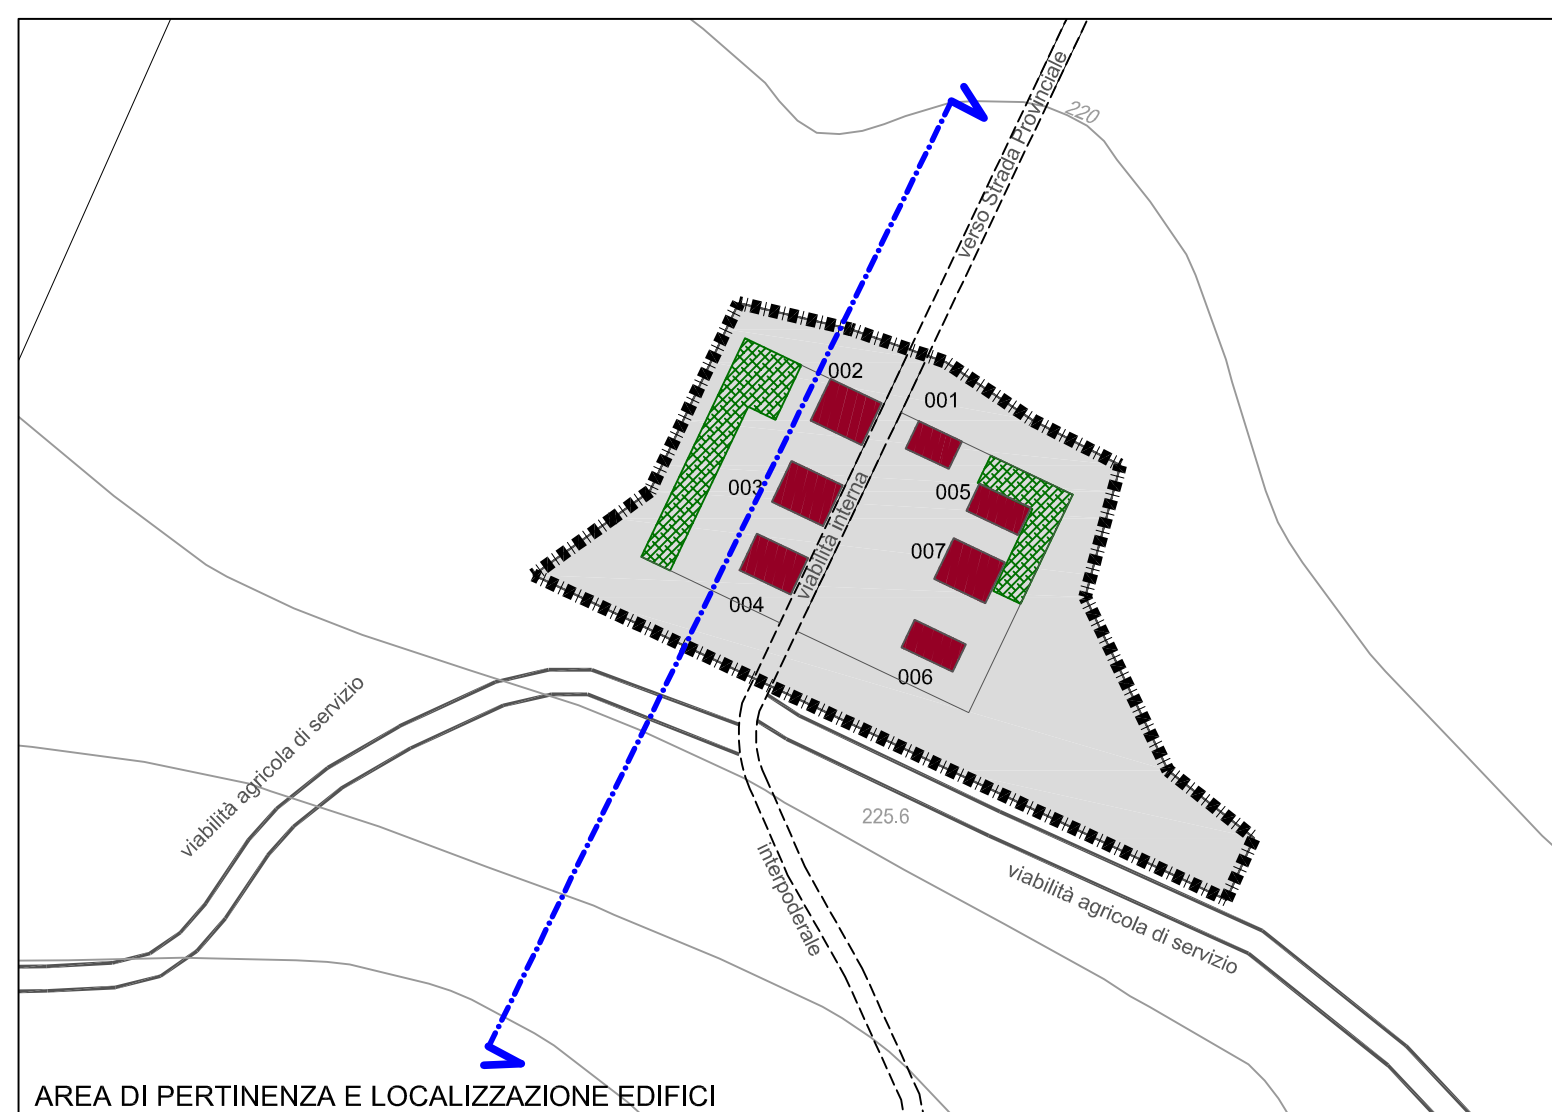 220
verso Strada Provinciale
002
001
003
005
viabilità interna
007
004
006
viabilità agricola di servizio
225.6
interpoderale
viabilità agricola di servizio
AREA DI PERTINENZA E LOCALIZZAZIONE EDIFICI